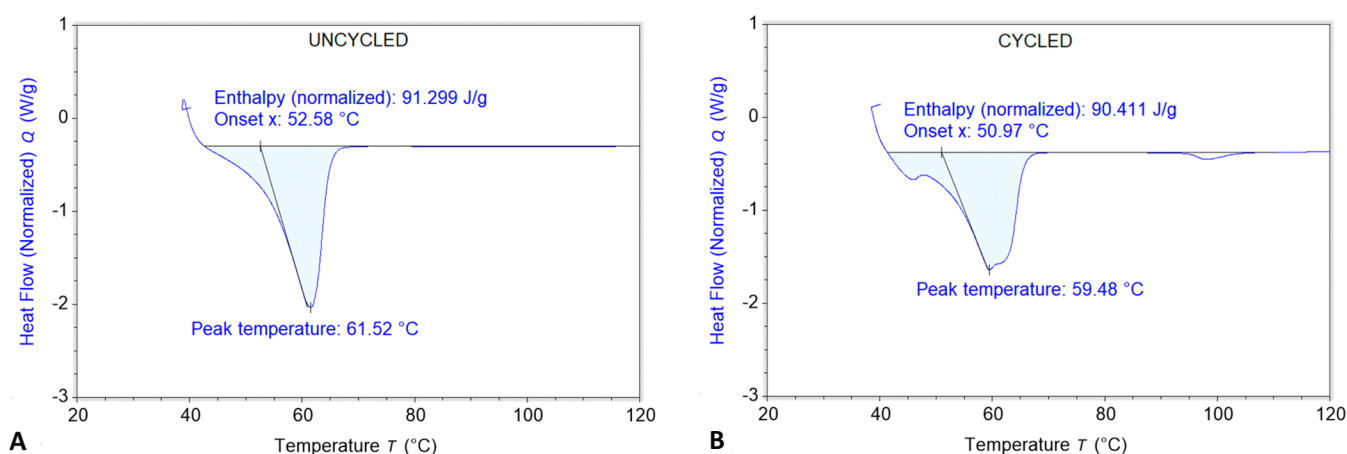 UNCYCLED
Enthalpy (normalized): 91.299 J/g
Onset x: 52.58 °C
Peak temperature: 61.52 °C
Heat Flow (Normalized) Q (W/g)
1
0
-1
-2
-3
20 40 60 80 100 120
Temperature T (°C)
A
CYCLED
Enthalpy (normalized): 90.411 J/g
Onset x: 50.97 °C
Peak temperature: 59.48 °C
Heat Flow (Normalized) Q (W/g)
1
0
-1
-2
-3
20 40 60 80 100 120
Temperature T (°C)
B